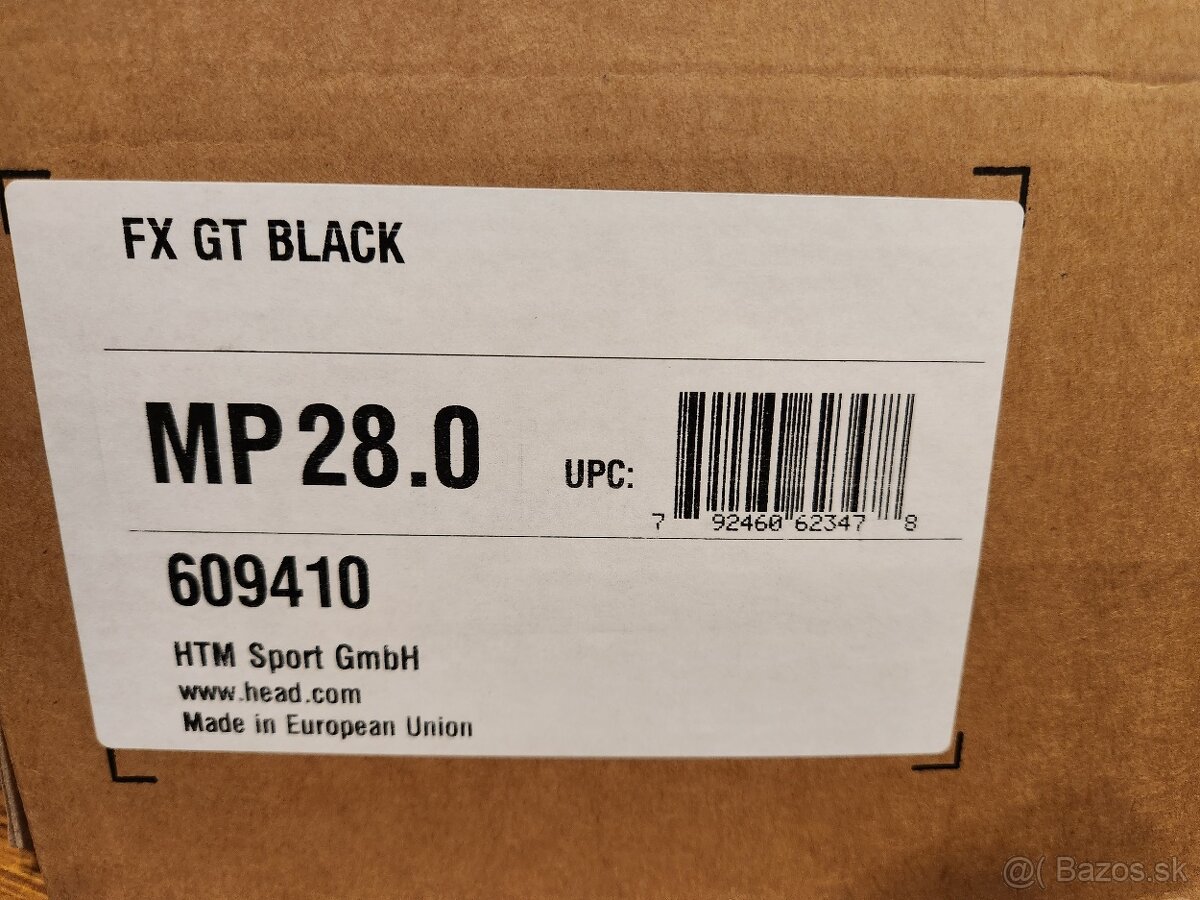 FX GT BLACK
MP 28.0
UPC:
7 92460 62347 8
609410
HTM Sport GmbH
www.head.com
Made in European Union
@( Bazos.sk